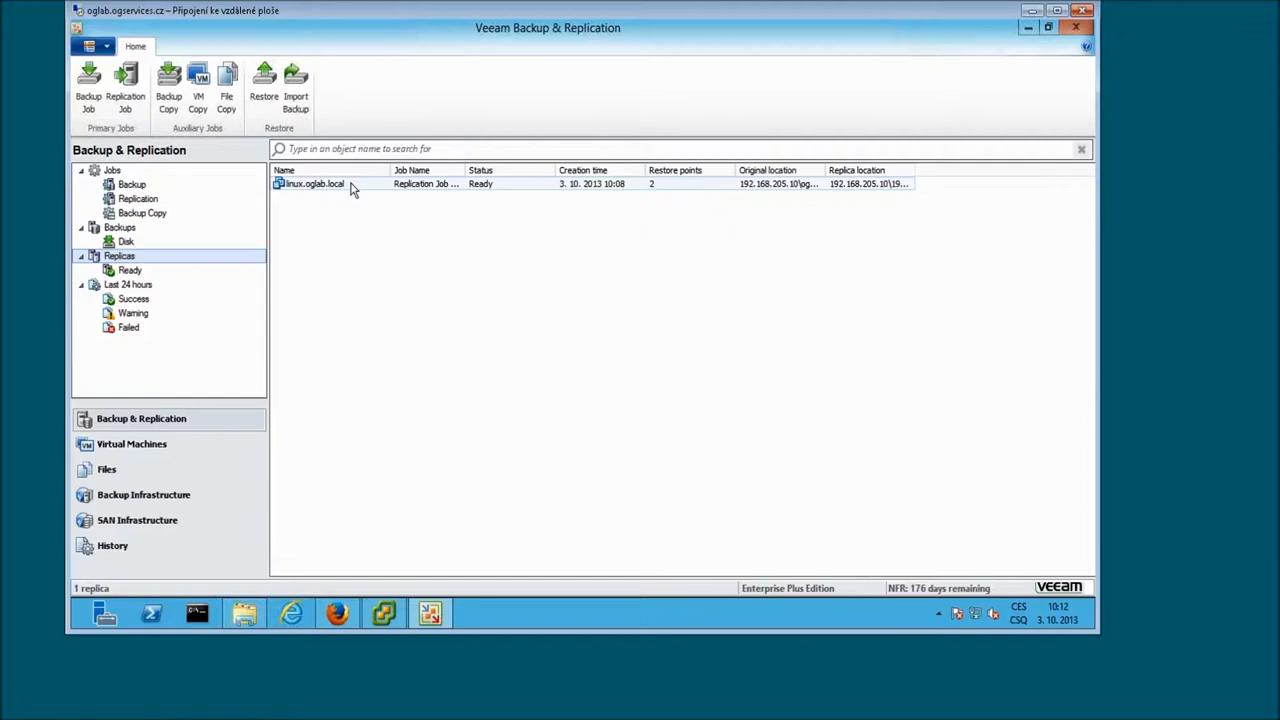 oglab.ogservices.cz – Připojení ke vzdálené ploše
Veeam Backup & Replication
Home
Backup Job
Replication Job
Backup Copy
VM Copy
File Copy
Restore
Import Backup
Primary Jobs
Auxiliary Jobs
Restore
Backup & Replication
Type in an object name to search for
Jobs
Backup
Replication
Backup Copy
Backups
Disk
Replicas
Ready
Last 24 hours
Success
Warning
Failed
Name Job Name Status Creation time Restore points Original location Replica location
linux.oglab.local Replication Job ... Ready 3. 10. 2013 10:08 2 192.168.205.10\og... 192.168.205.10\19...
Backup & Replication
Virtual Machines
Files
Backup Infrastructure
SAN Infrastructure
History
1 replica
Enterprise Plus Edition
NFR: 176 days remaining
veeam
CES 10:12
CSQ 3. 10. 2013